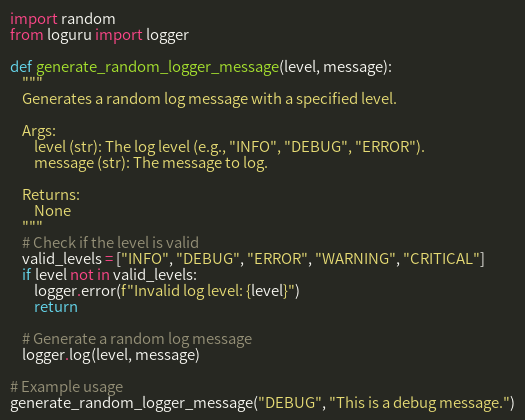 import random
from loguru import logger

def generate_random_logger_message(level, message):
    """
    Generates a random log message with a specified level.

    Args:
        level (str): The log level (e.g., "INFO", "DEBUG", "ERROR").
        message (str): The message to log.

    Returns:
        None
    """
    # Check if the level is valid
    valid_levels = ["INFO", "DEBUG", "ERROR", "WARNING", "CRITICAL"]
    if level not in valid_levels:
        logger.error(f"Invalid log level: {level}")
        return

    # Generate a random log message
    logger.log(level, message)

# Example usage
generate_random_logger_message("DEBUG", "This is a debug message.")